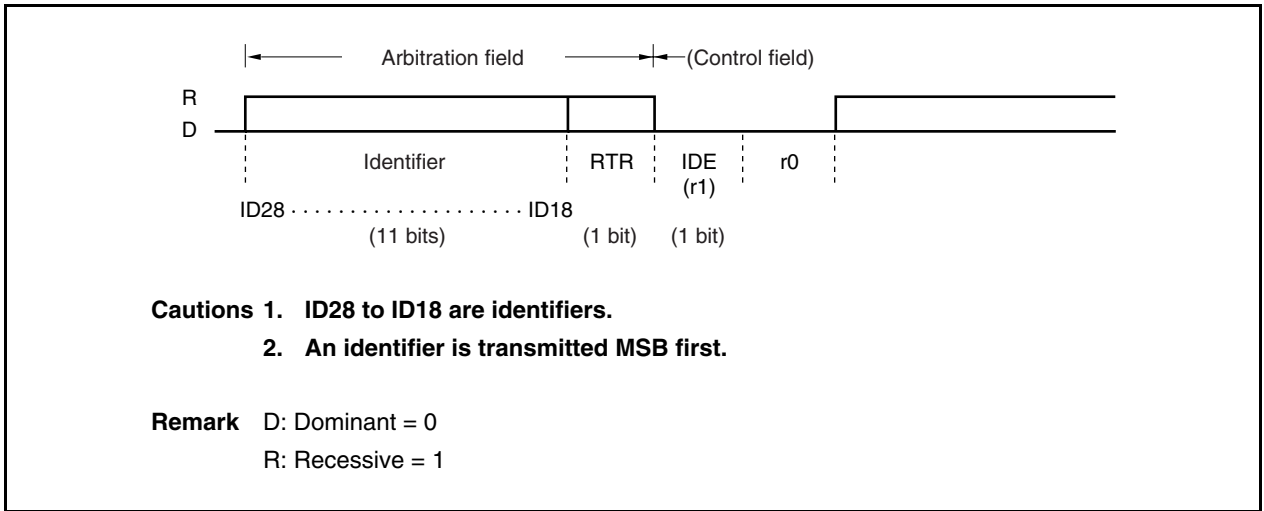 Arbitration field (Control field)
R
D
Identifier RTR IDE r0
(r1)
ID28 · · · · · · · · · · · · · · · · · · · · ID18
(11 bits) (1 bit) (1 bit)
Cautions 1. ID28 to ID18 are identifiers.
2. An identifier is transmitted MSB first.
Remark D: Dominant = 0
R: Recessive = 1